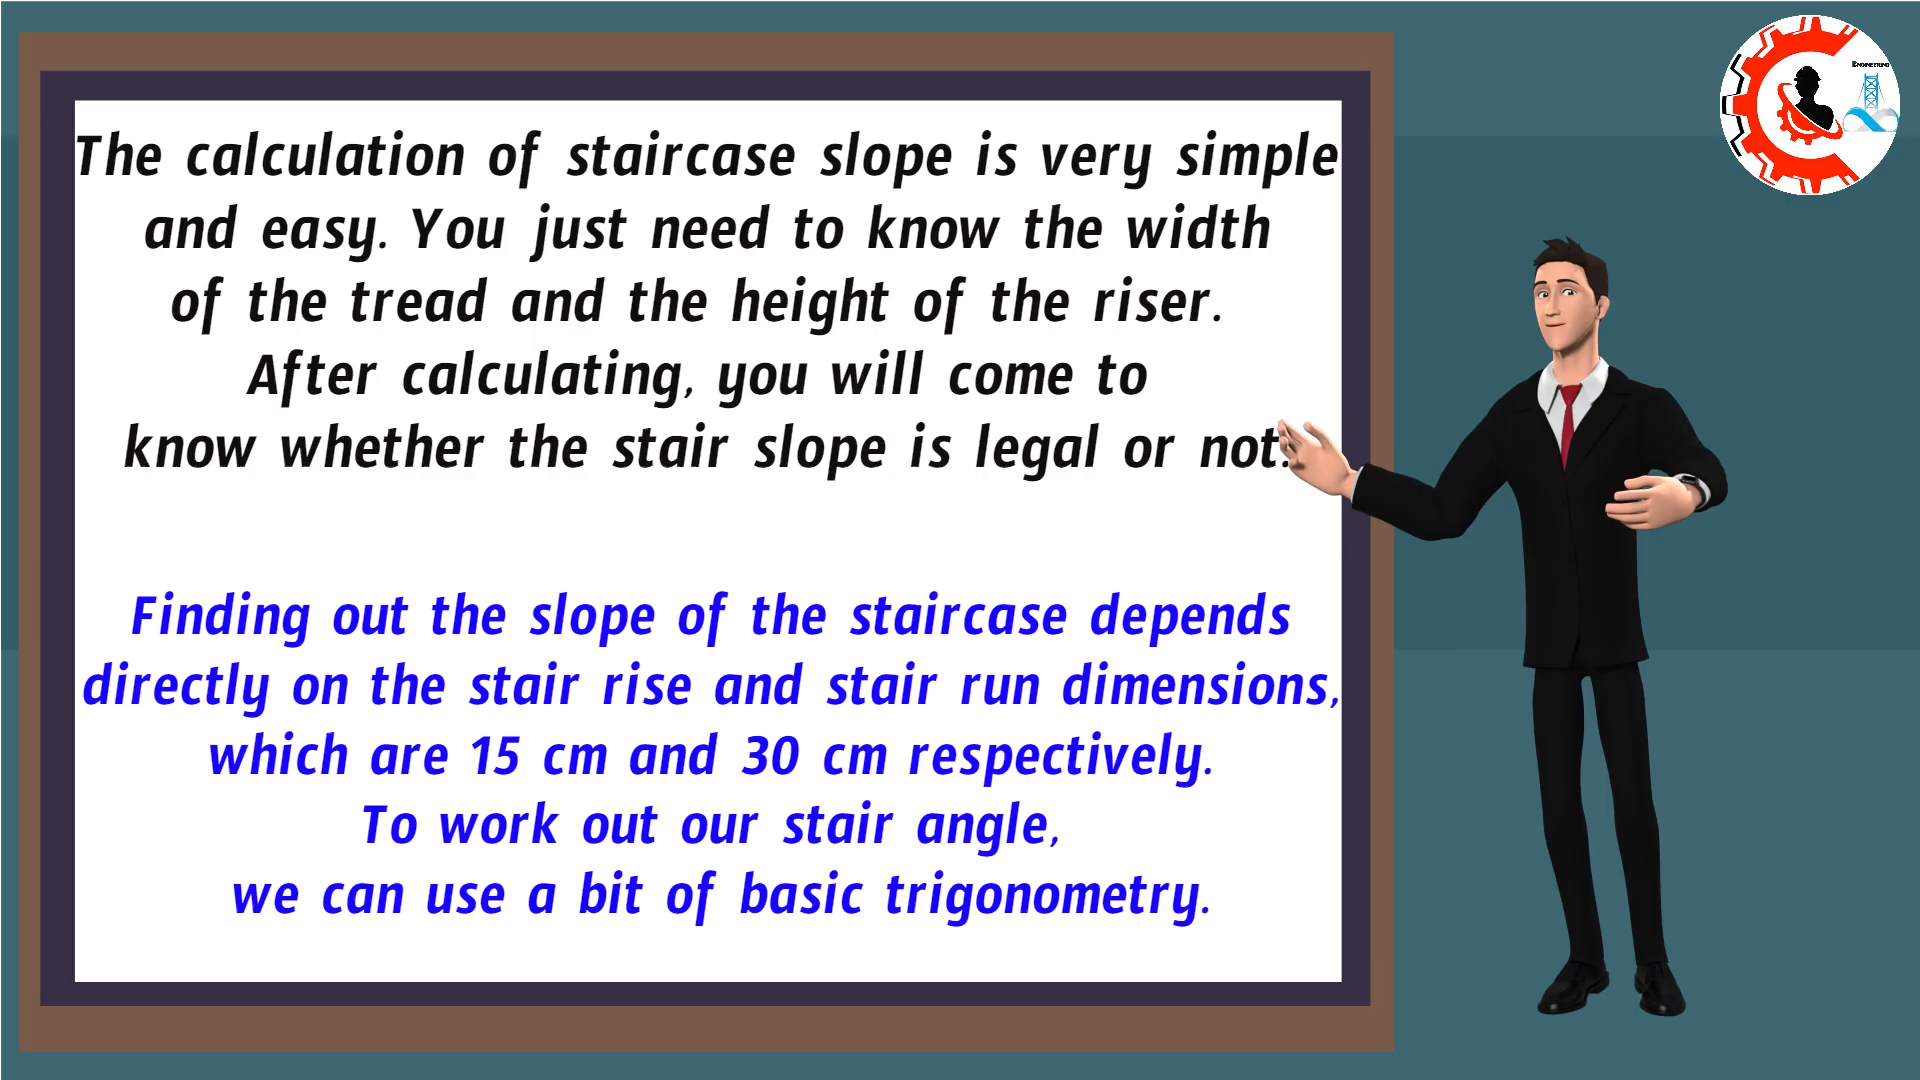 The calculation of staircase slope is very simple
and easy. You just need to know the width
of the tread and the height of the riser.
After calculating, you will come to
know whether the stair slope is legal or not.
Finding out the slope of the staircase depends
directly on the stair rise and stair run dimensions,
which are 15 cm and 30 cm respectively.
To work out our stair angle,
we can use a bit of basic trigonometry.
ENGINEERING